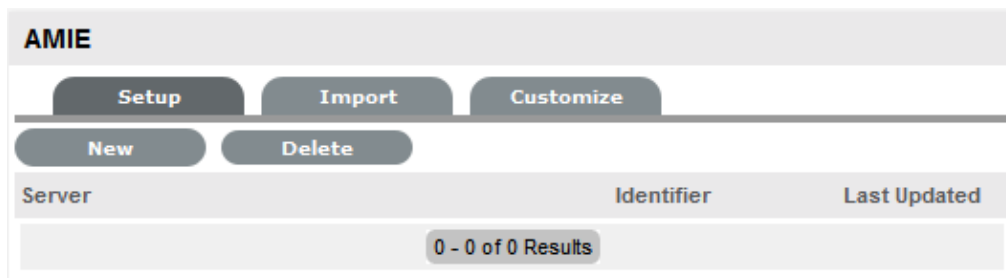 AMIE
Setup Import Customize
New Delete
Server Identifier Last Updated
0 - 0 of 0 Results